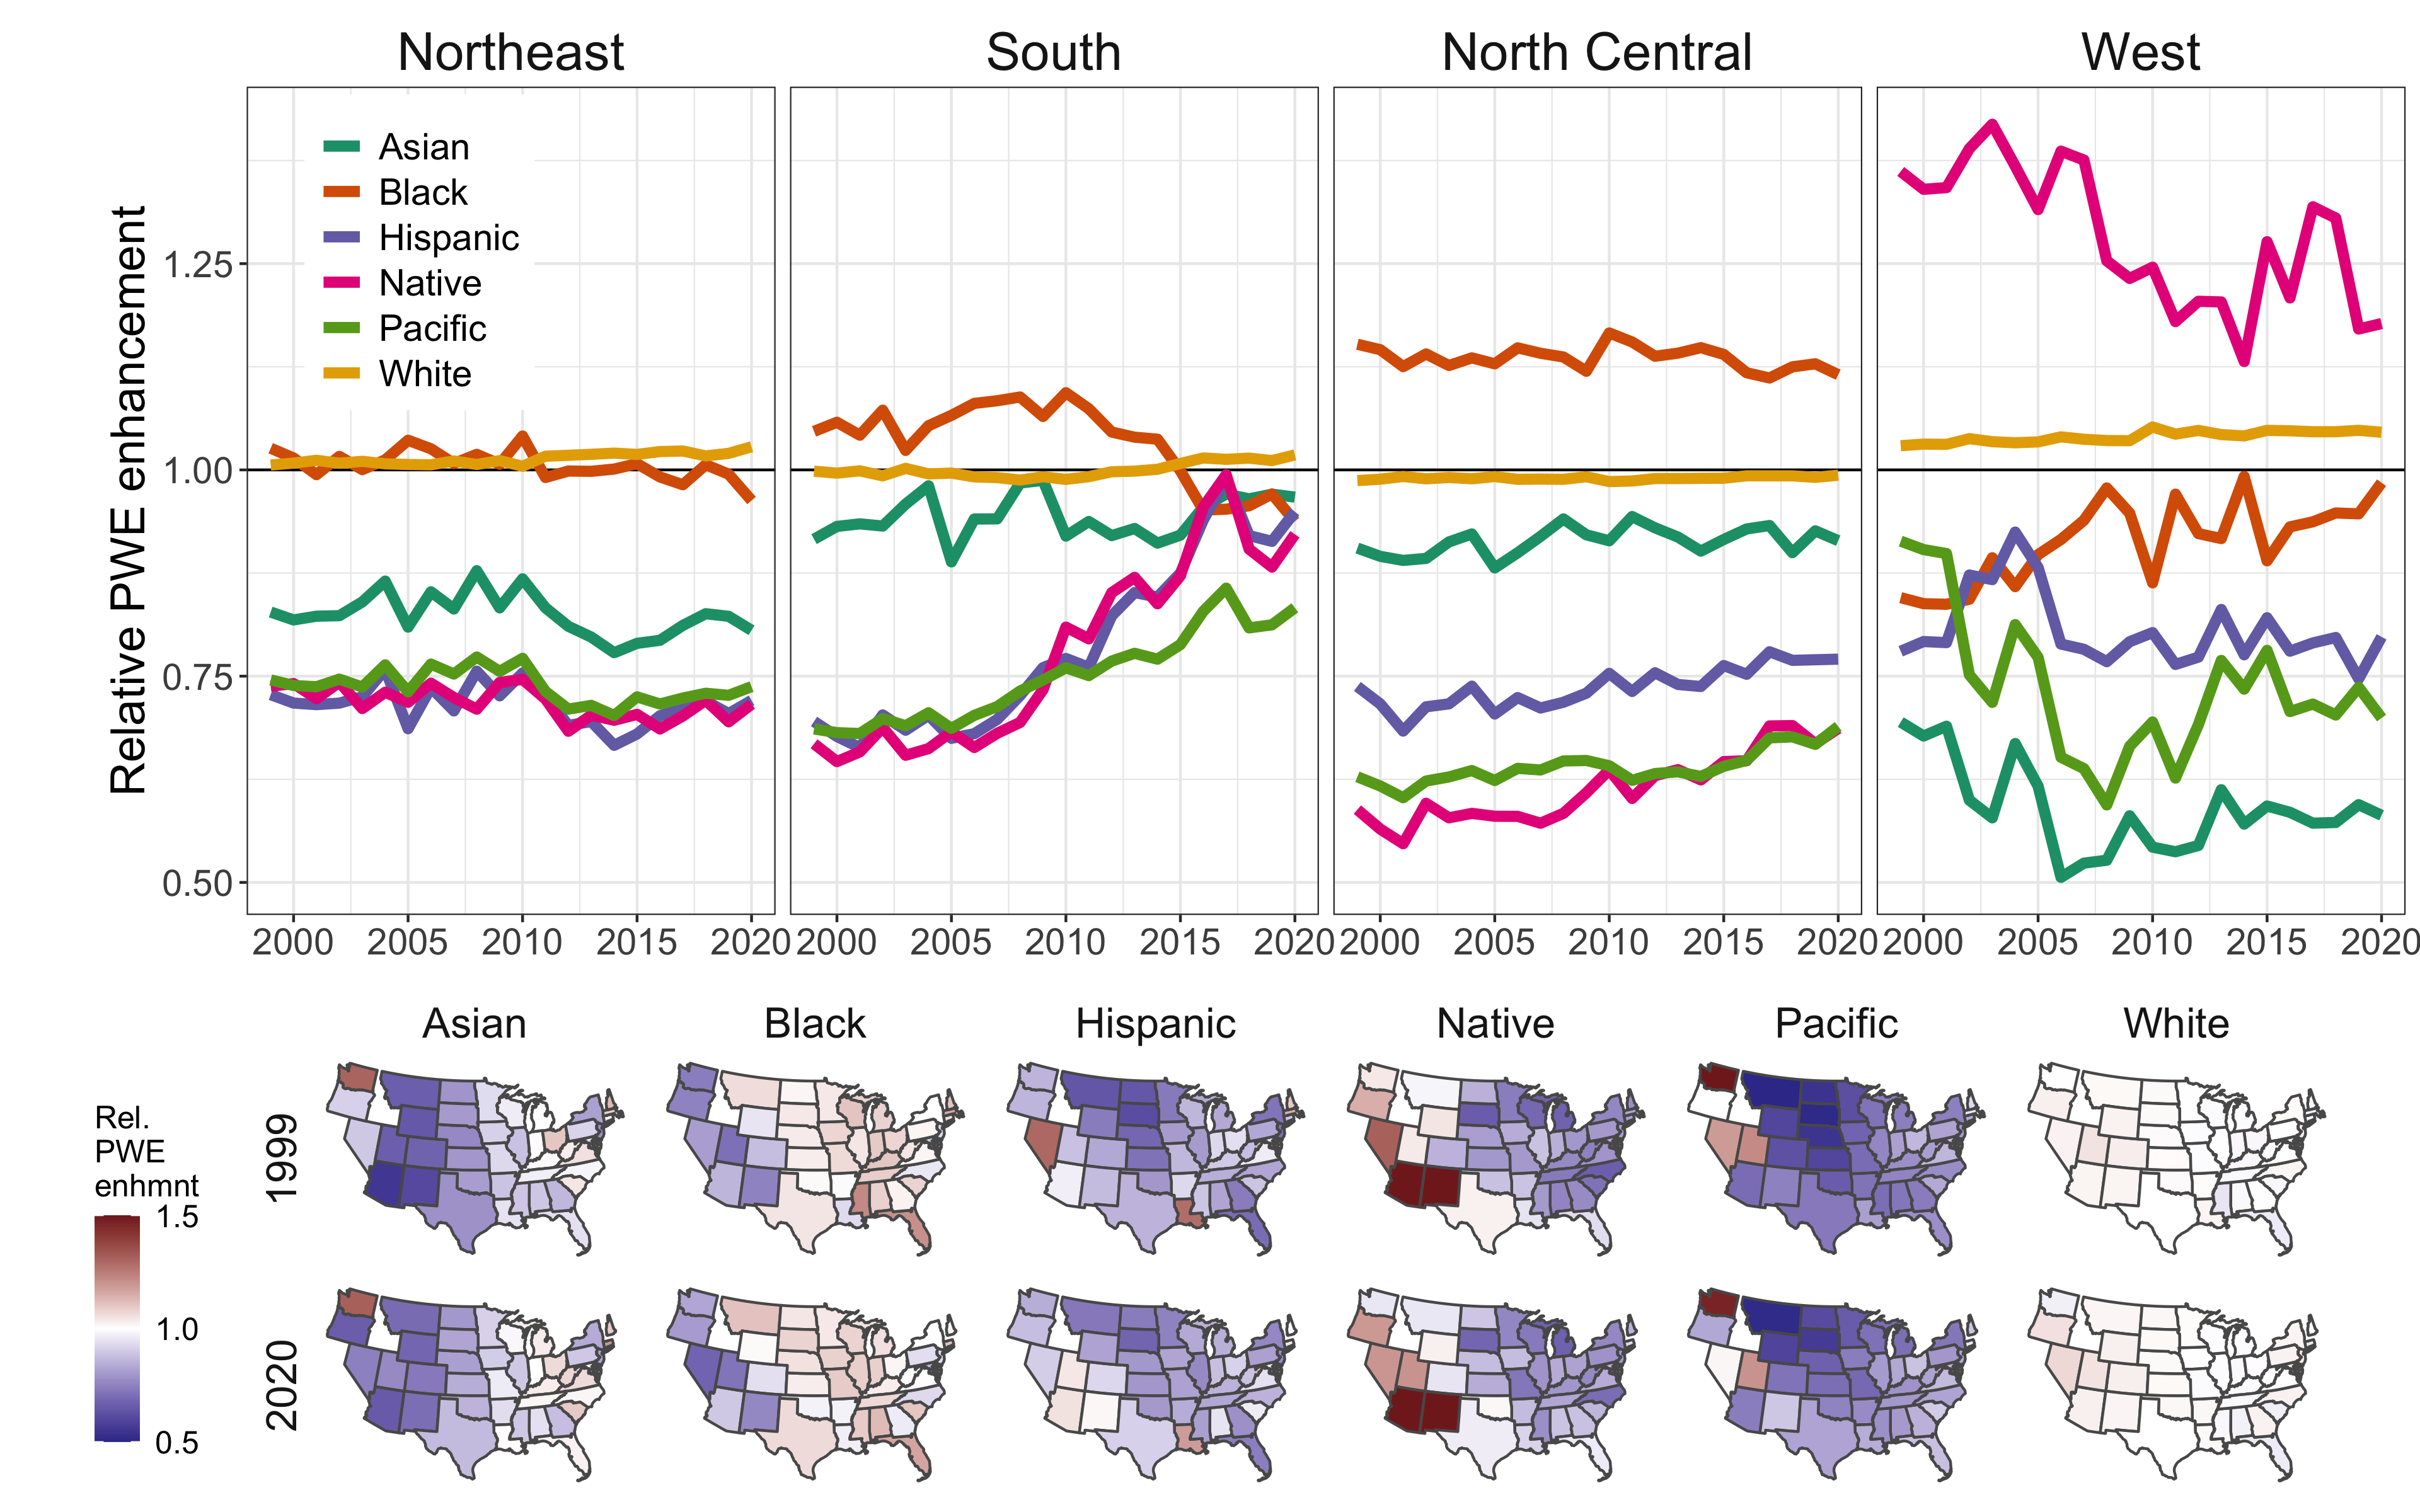 Northeast South North Central West
Relative PWE enhancement
1.25
1.00
0.75
0.50
Asian
Black
Hispanic
Native
Pacific
White
2000 2005 2010 2015 2020 2000 2005 2010 2015 2020 2000 2005 2010 2015 2020 2000 2005 2010 2015 2020
Asian Black Hispanic Native Pacific White
1999
2020
Rel.
PWE
enhmnt
1.5
1.0
0.5